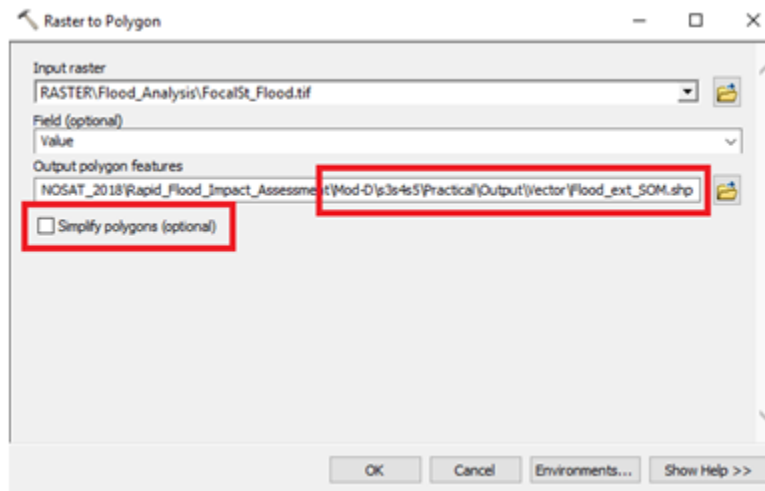 Raster to Polygon
Input raster
RASTER\Flood_Analysis\FocalSt_Flood.tif
Field (optional)
Value
Output polygon features
NOSAT_2018\Rapid_Flood_Impact_Assessment\Mod-D\s3s4s5\Practical\Output\Vector\Flood_ext_SOM.shp
Simplify polygons (optional)
OK Cancel Environments... Show Help >>